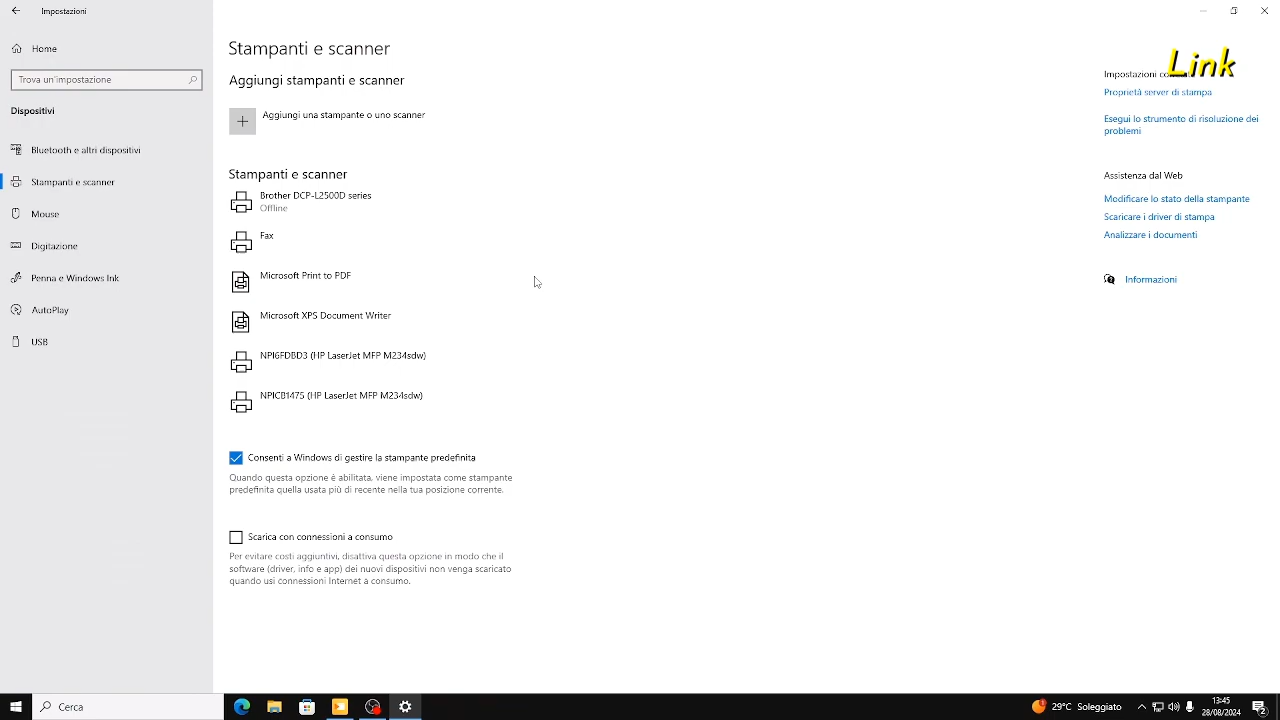 Impostazioni
Home
Trova un'impostazione
Dispositivi
Bluetooth e altri dispositivi
Stampanti e scanner
Mouse
Digitazione
Penna e Windows Ink
AutoPlay
USB
Stampanti e scanner
Aggiungi stampanti e scanner
Aggiungi una stampante o uno scanner
Stampanti e scanner
Brother DCP-L2500D series
Offline
Fax
Microsoft Print to PDF
Microsoft XPS Document Writer
NPI6FDBD3 (HP LaserJet MFP M234sdw)
NPICB1475 (HP LaserJet MFP M234sdw)
Consenti a Windows di gestire la stampante predefinita
Quando questa opzione è abilitata, viene impostata come stampante
predefinita quella usata più di recente nella tua posizione corrente.
Scarica con connessioni a consumo
Per evitare costi aggiuntivi, disattiva questa opzione in modo che il
software (driver, info e app) dei nuovi dispositivi non venga scaricato
quando usi connessioni Internet a consumo.
Link
Impostazioni
Proprietà server di stampa
Esegui lo strumento di risoluzione dei
problemi
Assistenza dal Web
Modificare lo stato della stampante
Scaricare i driver di stampa
Analizzare i documenti
Informazioni
Cerca
29°C Soleggiato
13:45
28/08/2024
2